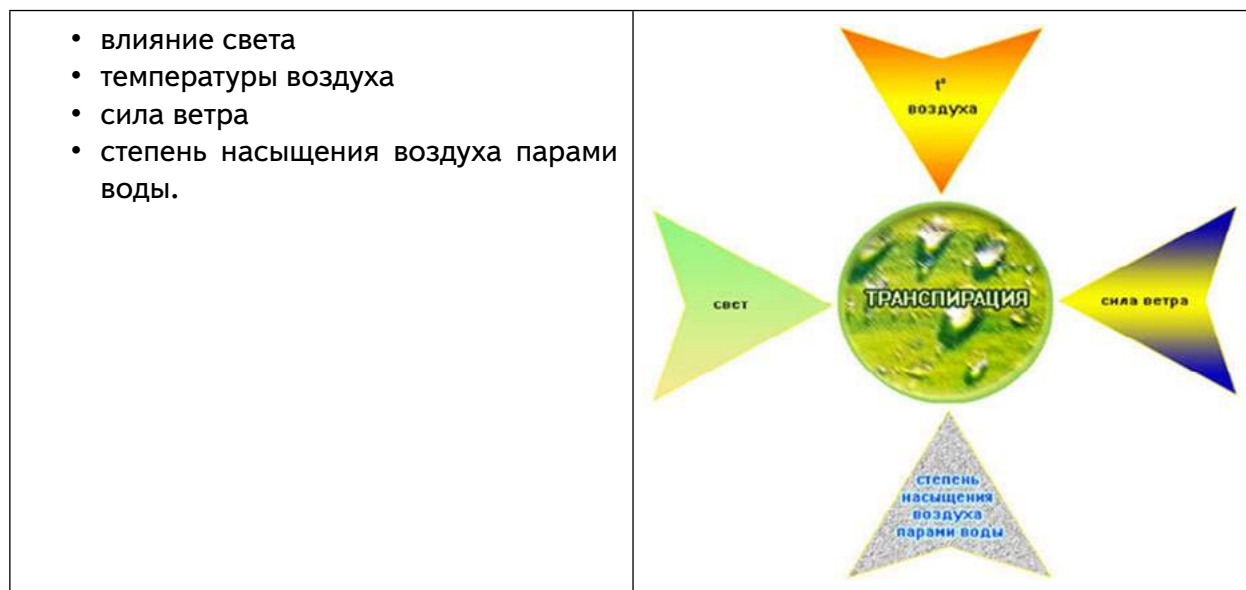 • влияние света
• температуры воздуха
• сила ветра
• степень насыщения воздуха парами
воды.
t°
воздуха
свет
ТРАНСПИРАЦИЯ
сила ветра
степень
насыщения
воздуха
парами воды